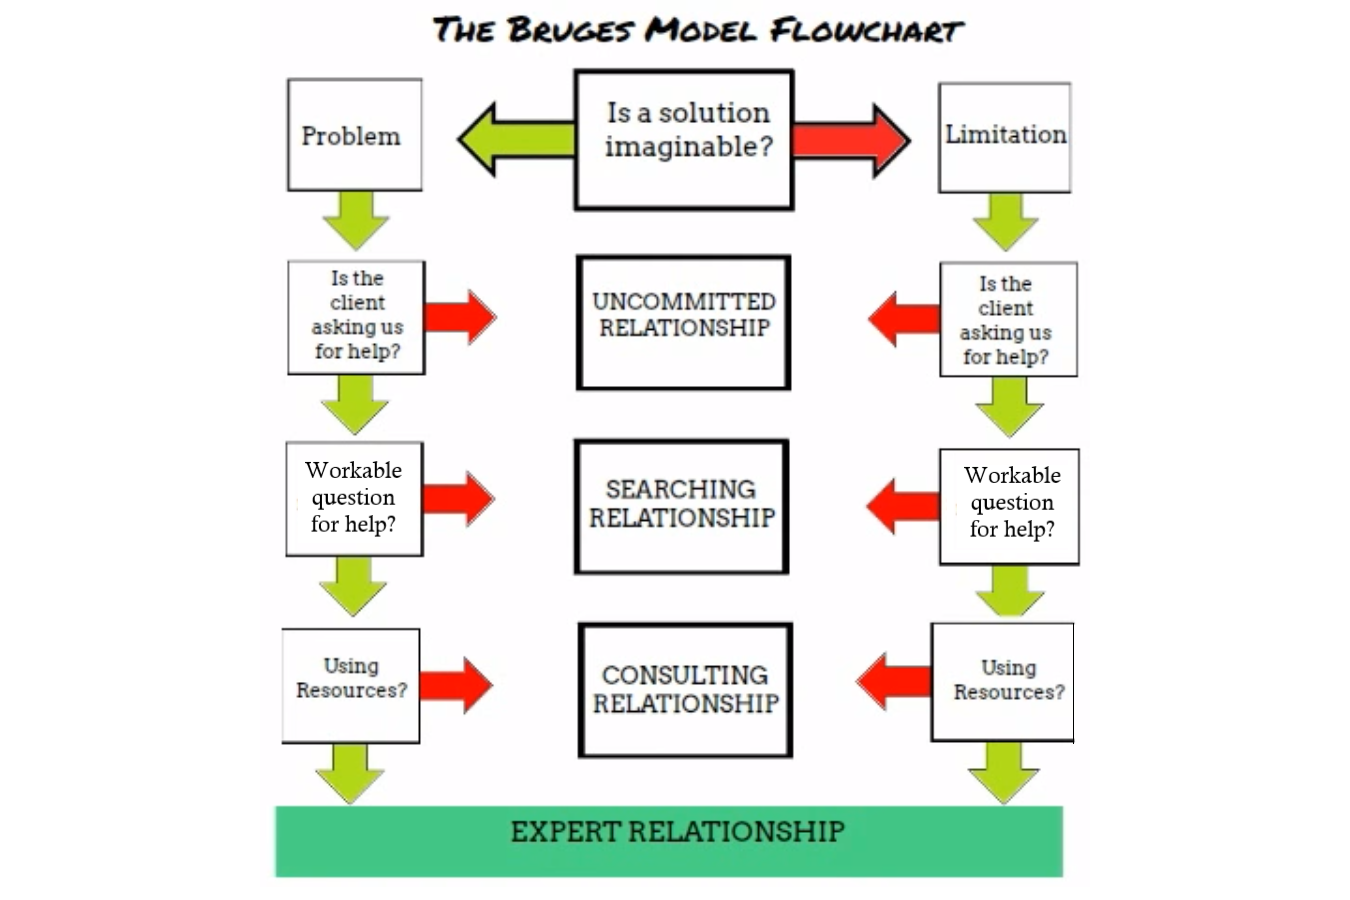 THE BRUGES MODEL FLOWCHART
Problem
Is a solution
imaginable?
Limitation
Is the
client
asking us
for help?
UNCOMMITTED
RELATIONSHIP
Is the
client
asking us
for help?
Workable
question
for help?
SEARCHING
RELATIONSHIP
Workable
question
for help?
Using
Resources?
CONSULTING
RELATIONSHIP
Using
Resources?
EXPERT RELATIONSHIP